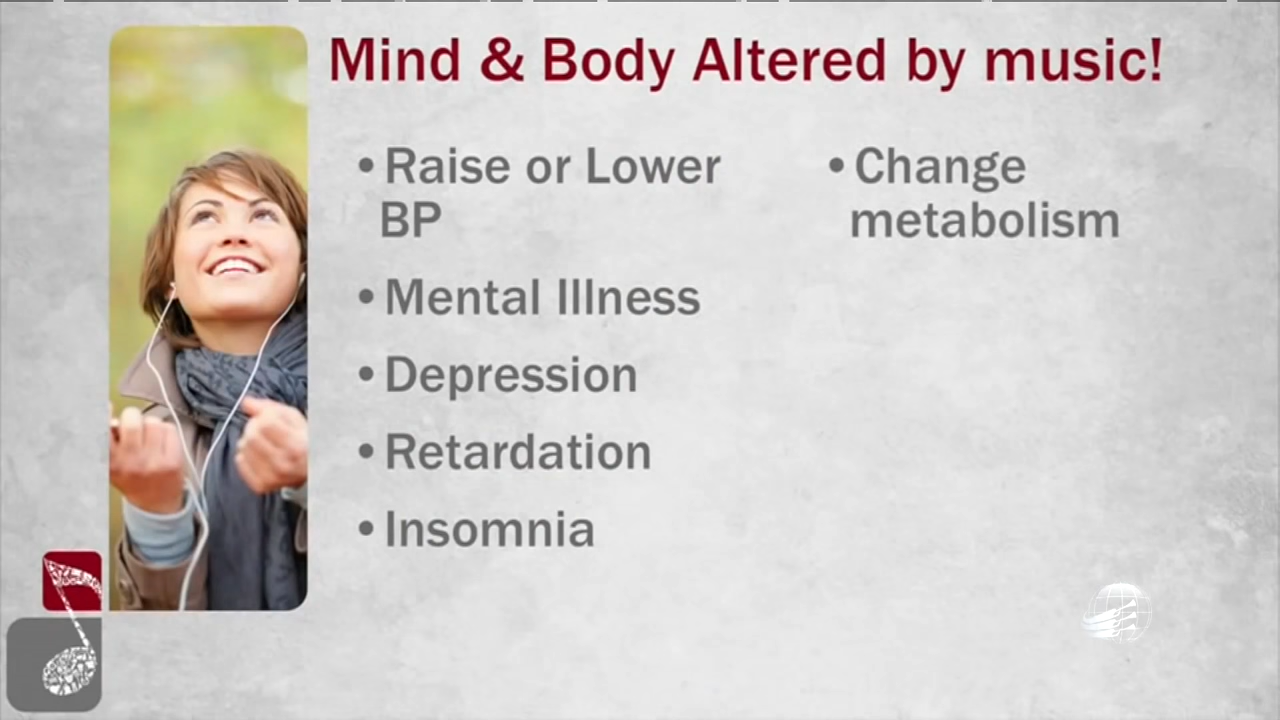 Mind & Body Altered by music!
• Raise or Lower
BP
• Mental Illness
• Depression
• Retardation
• Insomnia
• Change
metabolism